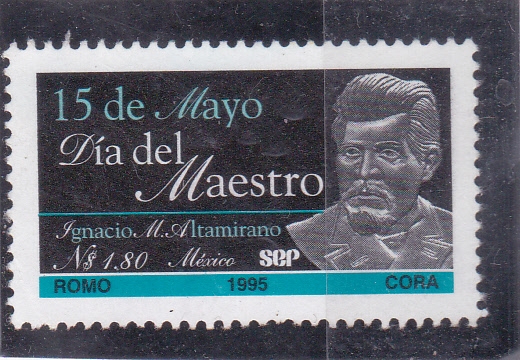 15 de Mayo
Día del
Maestro
Ignacio M. Altamirano
N$ 1.80 México sep
ROMO 1995 CORA